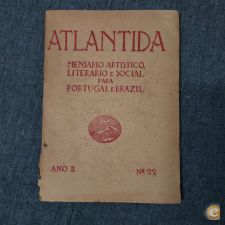 ATLANTIDA
MENSARIO ARTISTICO,
LITERARIO E SOCIAL
PARA
PORTUGAL E BRAZIL
ANO II Nº 22